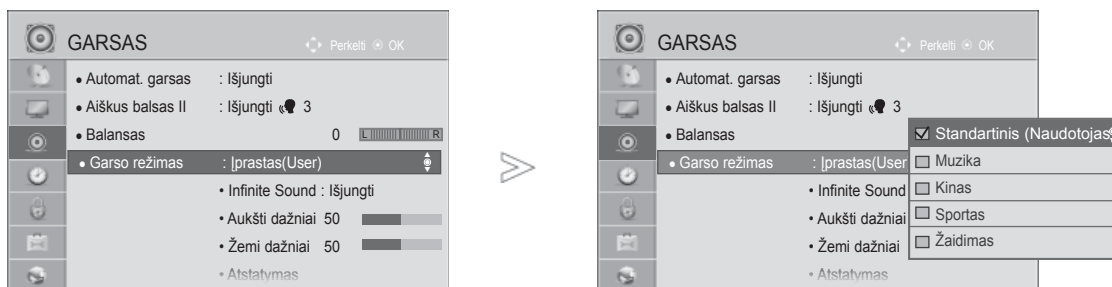 GARSAS
Perkelti OK
• Automat. garsas : Išjungti
• Aiškus balsas II : Išjungti 3
• Balansas 0 L R
• Garso režimas : Įprastas(User)
• Infinite Sound : Išjungti
• Aukšti dažniai 50
• Žemi dažniai 50
• Atstatymas
GARSAS
Perkelti OK
• Automat. garsas : Išjungti
• Aiškus balsas II : Išjungti 3
• Balansas
• Garso režimas : Įprastas(User
• Infinite Sound
• Aukšti dažniai
• Žemi dažniai
• Atstatymas
Standartinis (Naudotojas
Muzika
Kinas
Sportas
Žaidimas